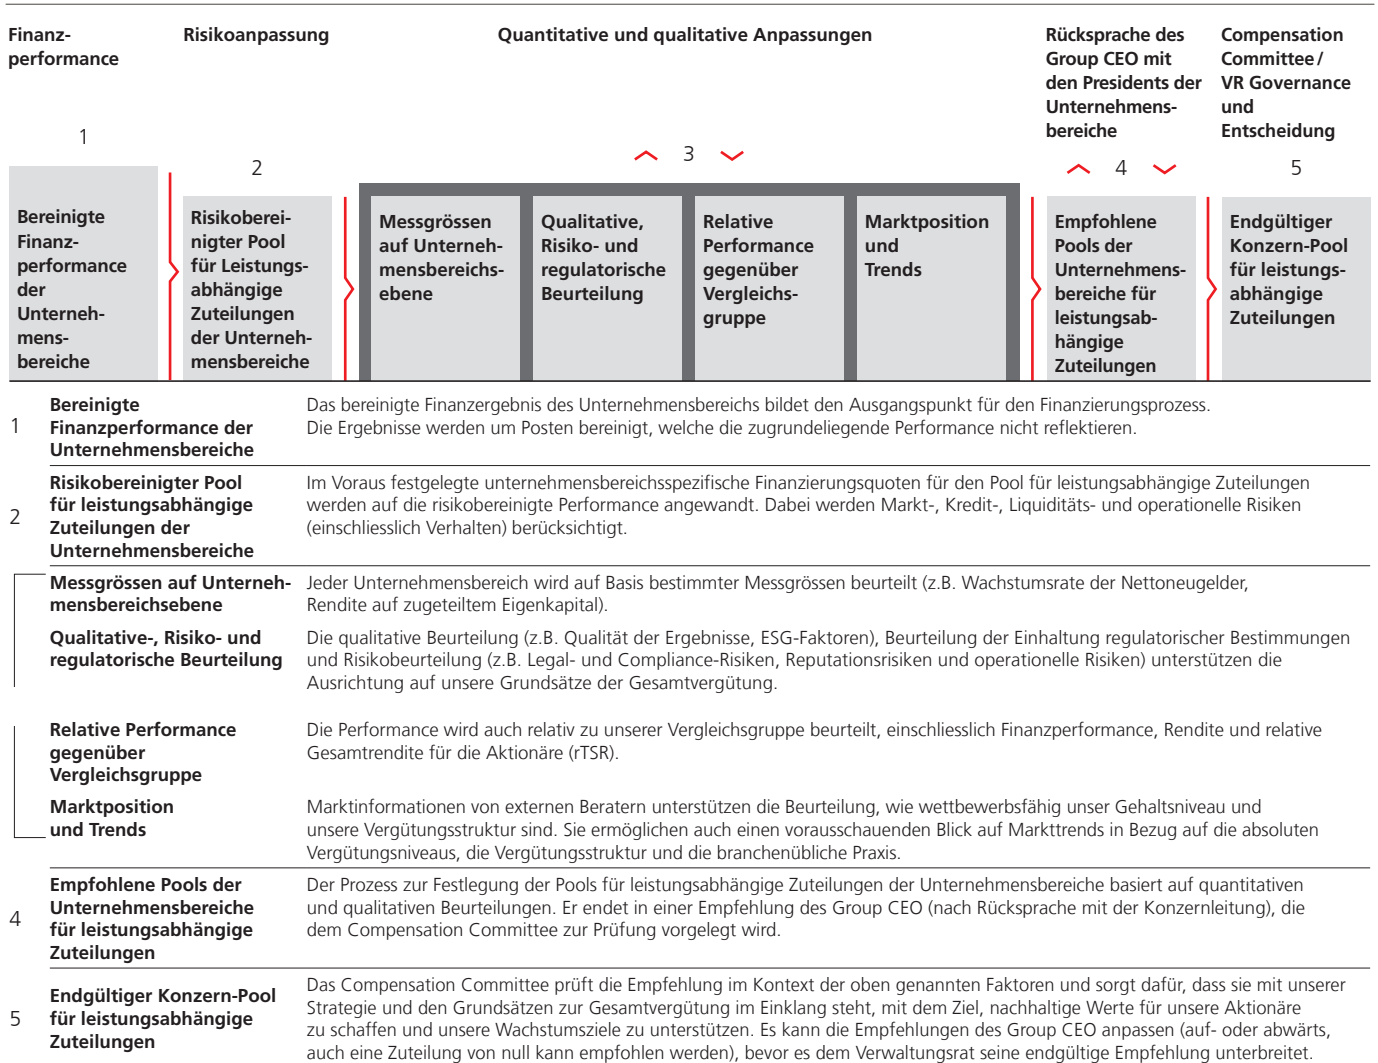 Finanz-
performance
Risikoanpassung
Quantitative und qualitative Anpassungen
Rücksprache des
Group CEO mit
den Presidents der
Unternehmens-
bereiche
Compensation
Committee/
VR Governance
und
Entscheidung
1
2
3
4
5
Bereinigte
Finanz-
performance
der
Unterneh-
mens-
bereiche
Risikoberei-
nigter Pool
für Leistungs-
abhängige
Zuteilungen
der Unterneh-
mensbereiche
Messgrössen
auf Unterneh-
mensbereichs-
ebene
Qualitative,
Risiko- und
regulatorische
Beurteilung
Relative
Performance
gegenüber
Vergleichs-
gruppe
Marktposition
und
Trends
Empfohlene
Pools der
Unternehmens-
bereiche für
leistungsab-
hängige
Zuteilungen
Endgültiger
Konzern-Pool
für leistungs-
abhängige
Zuteilungen
1
Bereinigte
Finanzperformance der
Unternehmensbereiche
Das bereinigte Finanzergebnis des Unternehmensbereichs bildet den Ausgangspunkt für den Finanzierungsprozess.
Die Ergebnisse werden um Posten bereinigt, welche die zugrundeliegende Performance nicht reflektieren.
2
Risikobereinigter Pool
für leistungsabhängige
Zuteilungen der
Unternehmensbereiche
Im Voraus festgelegte unternehmensbereichsspezifische Finanzierungsquoten für den Pool für leistungsabhängige Zuteilungen
werden auf die risikobereinigte Performance angewandt. Dabei werden Markt-, Kredit-, Liquiditäts- und operationelle Risiken
(einschliesslich Verhalten) berücksichtigt.
Messgrössen auf Unterneh-
mensbereichsebene
Jeder Unternehmensbereich wird auf Basis bestimmter Messgrössen beurteilt (z.B. Wachstumsrate der Nettoneugelder,
Rendite auf zugeteiltem Eigenkapital).
Qualitative-, Risiko- und
regulatorische Beurteilung
Die qualitative Beurteilung (z.B. Qualität der Ergebnisse, ESG-Faktoren), Beurteilung der Einhaltung regulatorischer Bestimmungen
und Risikobeurteilung (z.B. Legal- und Compliance-Risiken, Reputationsrisiken und operationelle Risiken) unterstützen die
Ausrichtung auf unsere Grundsätze der Gesamtvergütung.
Relative Performance
gegenüber
Vergleichsgruppe
Die Performance wird auch relativ zu unserer Vergleichsgruppe beurteilt, einschliesslich Finanzperformance, Rendite und relative
Gesamtrendite für die Aktionäre (rTSR).
Marktposition
und Trends
Marktinformationen von externen Beratern unterstützen die Beurteilung, wie wettbewerbsfähig unser Gehaltsniveau und
unsere Vergütungsstruktur sind. Sie ermöglichen auch einen vorausschauenden Blick auf Markttrends in Bezug auf die absoluten
Vergütungsniveaus, die Vergütungsstruktur und die branchenübliche Praxis.
4
Empfohlene Pools der
Unternehmensbereiche
für leistungsabhängige
Zuteilungen
Der Prozess zur Festlegung der Pools für leistungsabhängige Zuteilungen der Unternehmensbereiche basiert auf quantitativen
und qualitativen Beurteilungen. Er endet in einer Empfehlung des Group CEO (nach Rücksprache mit der Konzernleitung), die
dem Compensation Committee zur Prüfung vorgelegt wird.
5
Endgültiger Konzern-Pool
für leistungsabhängige
Zuteilungen
Das Compensation Committee prüft die Empfehlung im Kontext der oben genannten Faktoren und sorgt dafür, dass sie mit unserer
Strategie und den Grundsätzen zur Gesamtvergütung im Einklang steht, mit dem Ziel, nachhaltige Werte für unsere Aktionäre
zu schaffen und unsere Wachstumsziele zu unterstützen. Es kann die Empfehlungen des Group CEO anpassen (auf- oder abwärts,
auch eine Zuteilung von null kann empfohlen werden), bevor es dem Verwaltungsrat seine endgültige Empfehlung unterbreitet.